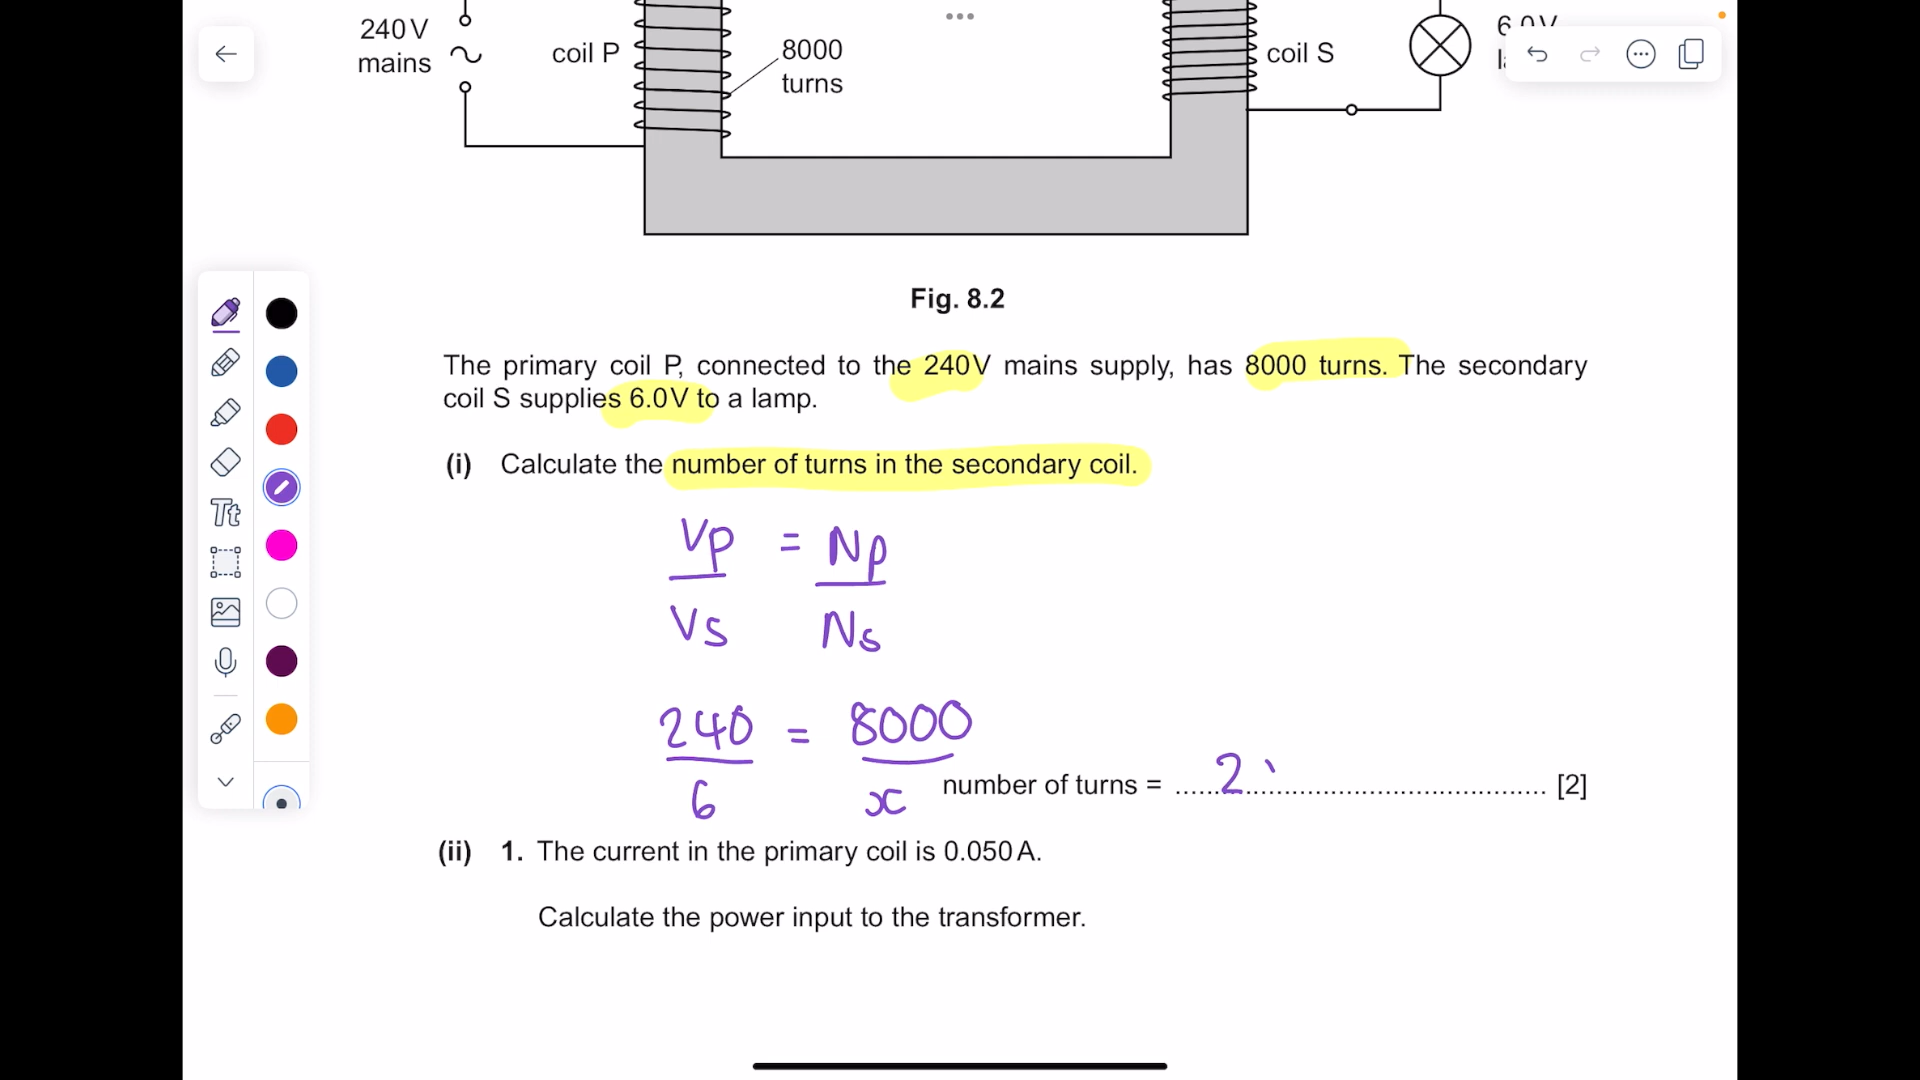 240 V
mains
coil P
8000
turns
coil S
Fig. 8.2
The primary coil P, connected to the 240 V mains supply, has 8000 turns. The secondary
coil S supplies 6.0 V to a lamp.
(i) Calculate the number of turns in the secondary coil.
Vp = Np
Vs Ns
240 = 8000
6 x
number of turns = ....2.... [2]
(ii) 1. The current in the primary coil is 0.050 A.
Calculate the power input to the transformer.
Tt